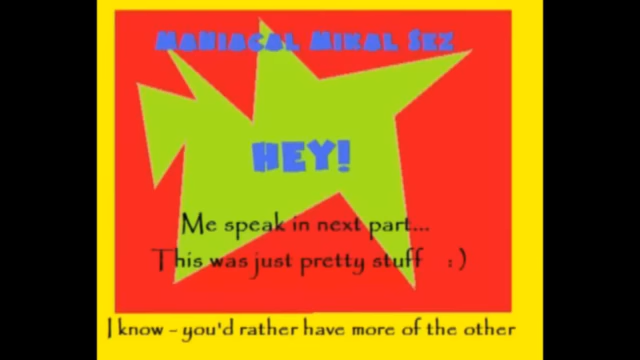 Maniacal Mikal Sez
HEY!
Me speak in next part...
This was just pretty stuff :)
I know - you'd rather have more of the other